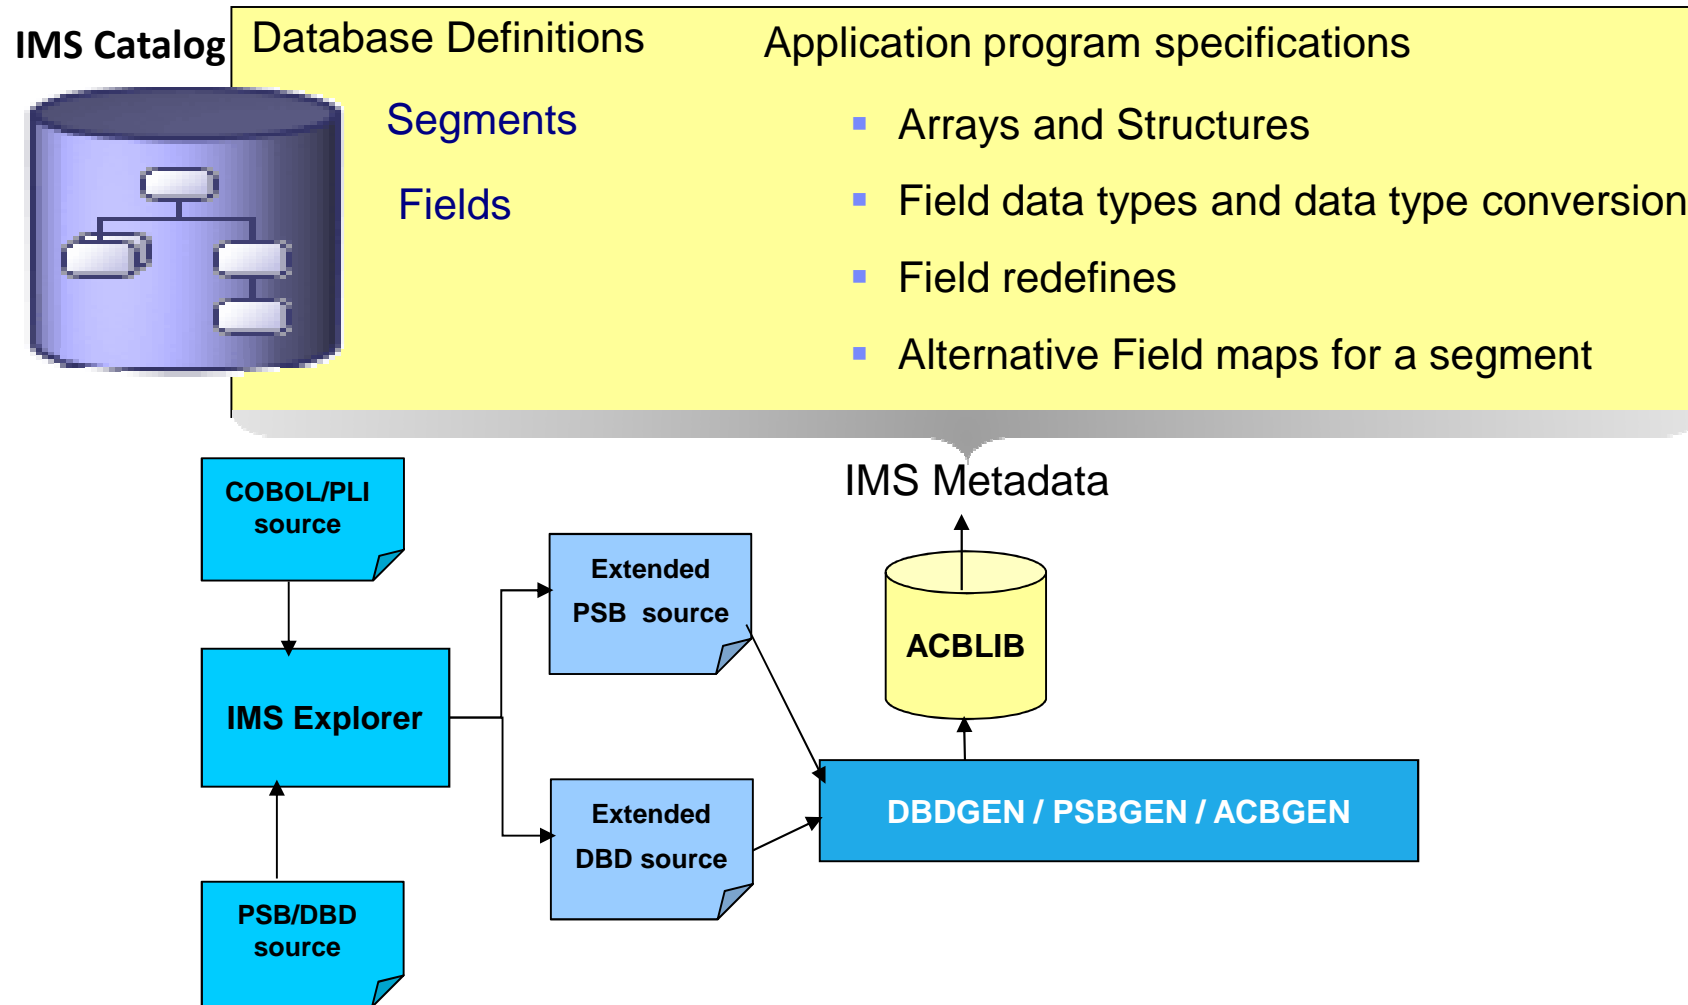 IMS Catalog
Database Definitions
Segments
Fields
Application program specifications
Arrays and Structures
Field data types and data type conversion
Field redefines
Alternative Field maps for a segment
IMS Metadata
COBOL/PLI
source
IMS Explorer
PSB/DBD
source
Extended
PSB source
Extended
DBD source
ACBLIB
DBDGEN / PSBGEN / ACBGEN